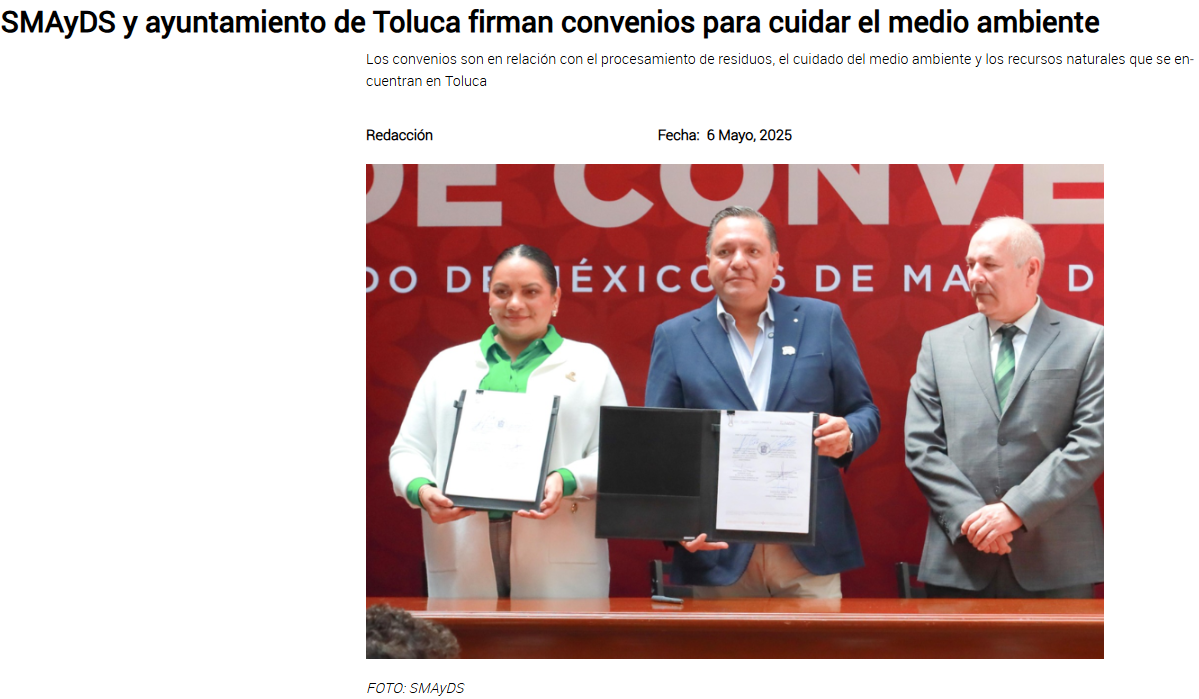 SMAyDS y ayuntamiento de Toluca firman convenios para cuidar el medio ambiente
Los convenios son en relación con el procesamiento de residuos, el cuidado del medio ambiente y los recursos naturales que se en-
cuentran en Toluca
Redacción
Fecha: 6 Mayo, 2025
DE CONVE
DO DE MÉXICO 6 DE MA D
FOTO: SMAyDS